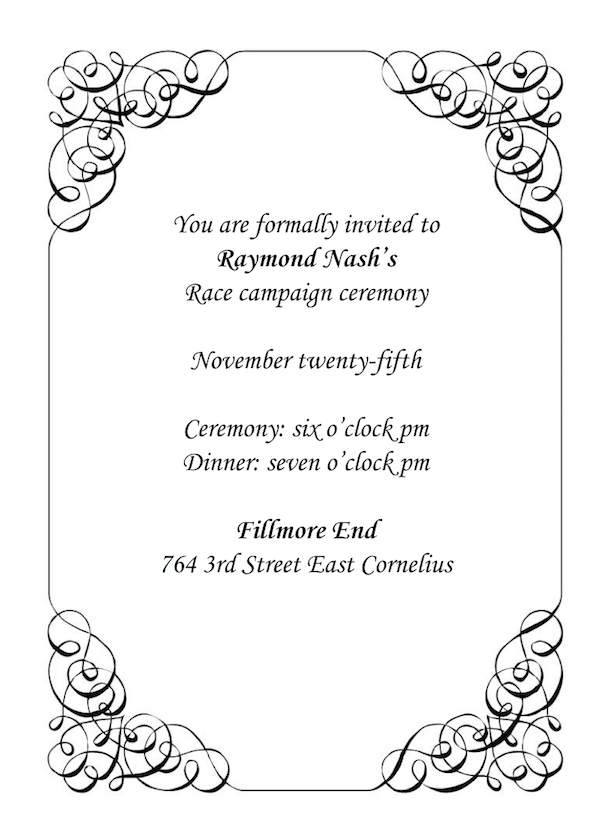 You are formally invited to
Raymond Nash’s
Race campaign ceremony
November twenty-fifth
Ceremony: six o’clock pm
Dinner: seven o’clock pm
Fillmore End
764 3rd Street East Cornelius